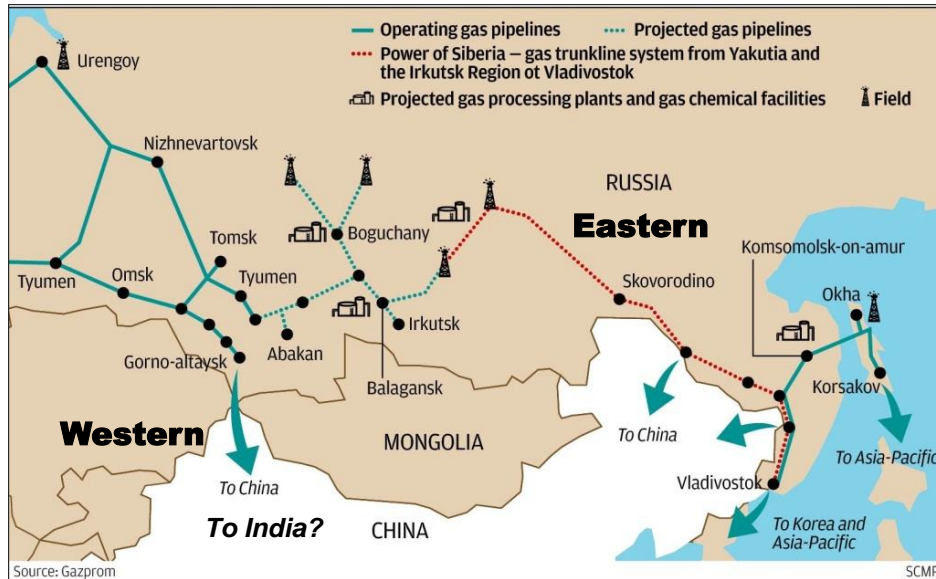 Operating gas pipelines
Projected gas pipelines
Power of Siberia – gas trunkline system from Yakutia and
the Irkutsk Region ot Vladivostok
Projected gas processing plants and gas chemical facilities
Field
Urengoy
Nizhnevartovsk
RUSSIA
Eastern
Boguchany
Komsomolsk-on-amur
Tomsk
Tyumen
Omsk
Tyumen
Skovorodino
Okha
Irkutsk
Abakan
Gorno-altaysk
Balagansk
Korsakov
Western
MONGOLIA
To China
To Asia-Pacific
To China
Vladivostok
To India?
CHINA
To Korea and
Asia-Pacific
Source: Gazprom
SCMP